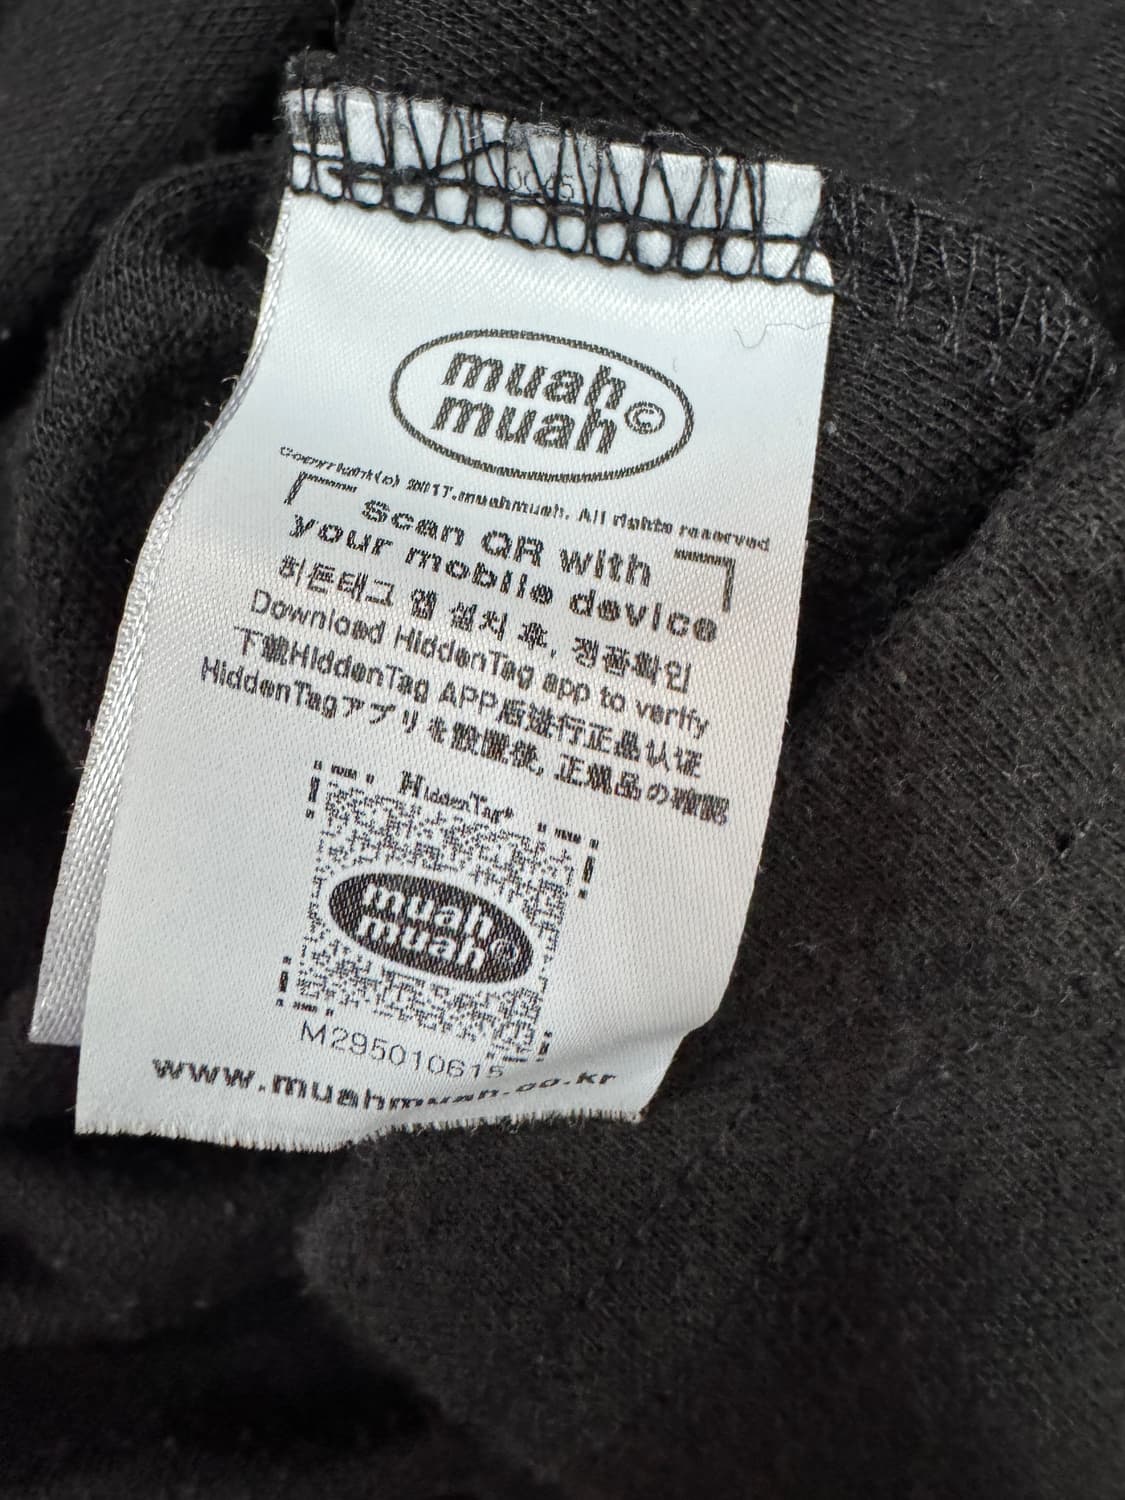 muah
muah©
Copyright(c) 2017.muahmuah. All rights reserved
Scan QR with
your mobile device
히든태그 앱 설치 후, 정품확인
Download HiddenTag app to verify
下载HiddenTag APP后进行正品认证
HiddenTagアプリを設置後, 正規品の確認
HiddenTag®
muah
muah©
M295010615
www.muahmuah.co.kr